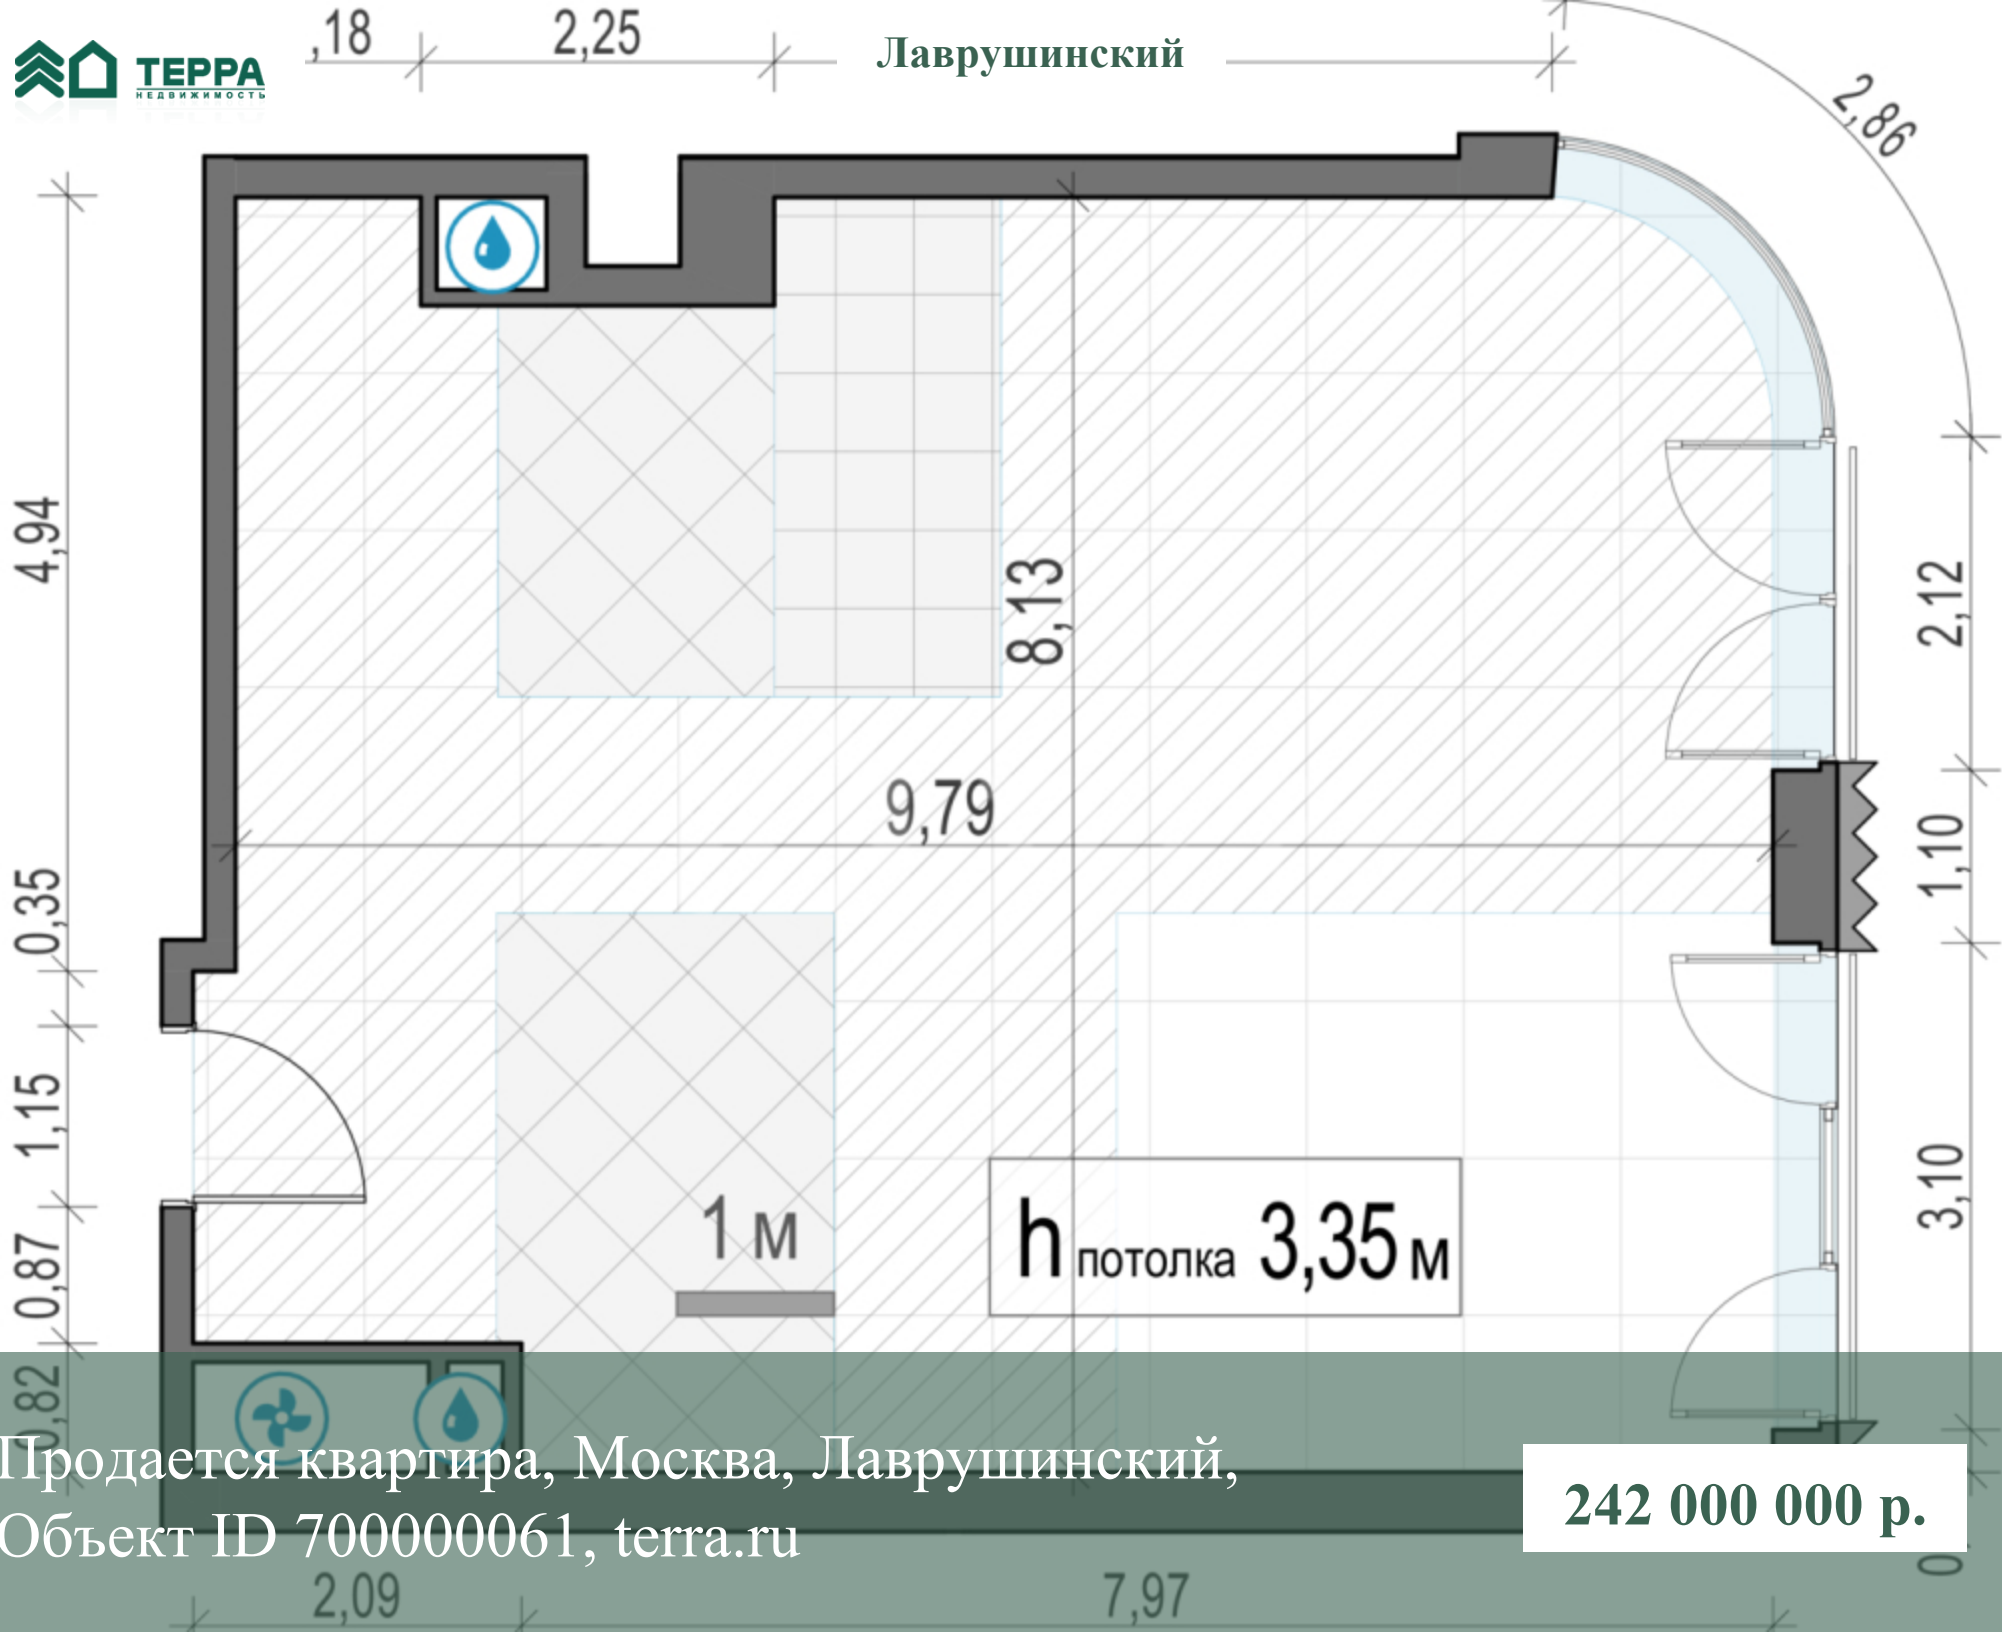 ,18
2,25
Лаврушинский
ТЕРРА
НЕДВИЖИМОСТЬ
2,86
4,94
8,13
2,12
9,79
1,10
0,35
1,15
1 м
h потолка 3,35 м
3,10
0,87
0,82
Продается квартира, Москва, Лаврушинский,
Объект ID 700000061, terra.ru
242 000 000 р.
0
2,09
7,97